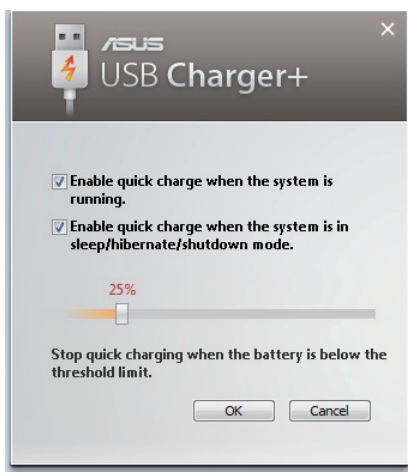 ASUS
USB Charger+
Enable quick charge when the system is
running.
Enable quick charge when the system is in
sleep/hibernate/shutdown mode.
25%
Stop quick charging when the battery is below the
threshold limit.
OK Cancel